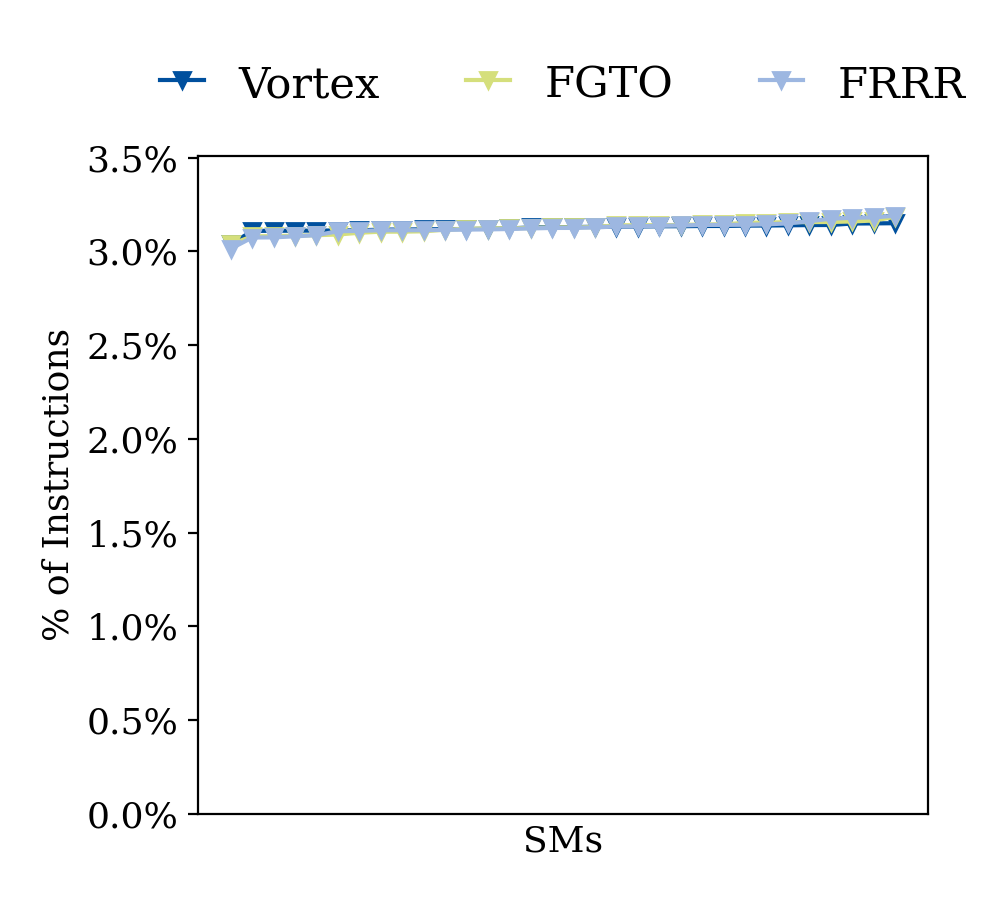 Vortex FGTO FRRR
3.5%
3.0%
2.5%
2.0%
1.5%
1.0%
0.5%
0.0%
% of Instructions
SMs